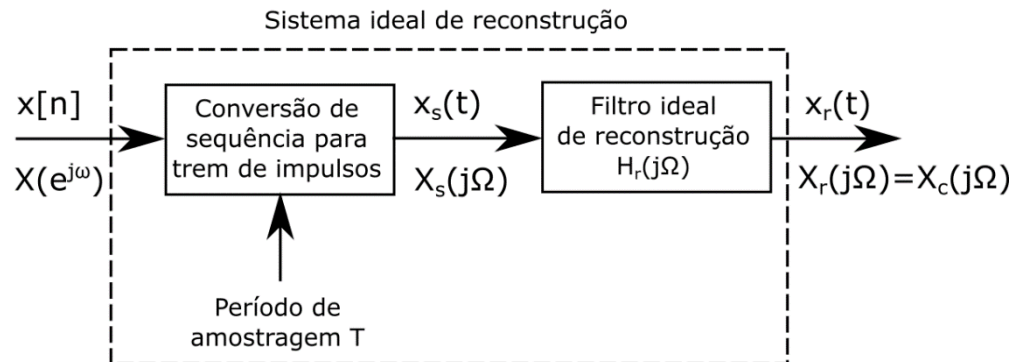 Sistema ideal de reconstrução
x[n]
X(e^{jω})
Conversão de
sequência para
trem de impulsos
x_s(t)
X_s(jΩ)
Filtro ideal
de reconstrução
H_r(jΩ)
x_r(t)
X_r(jΩ)=X_c(jΩ)
Período de
amostragem T